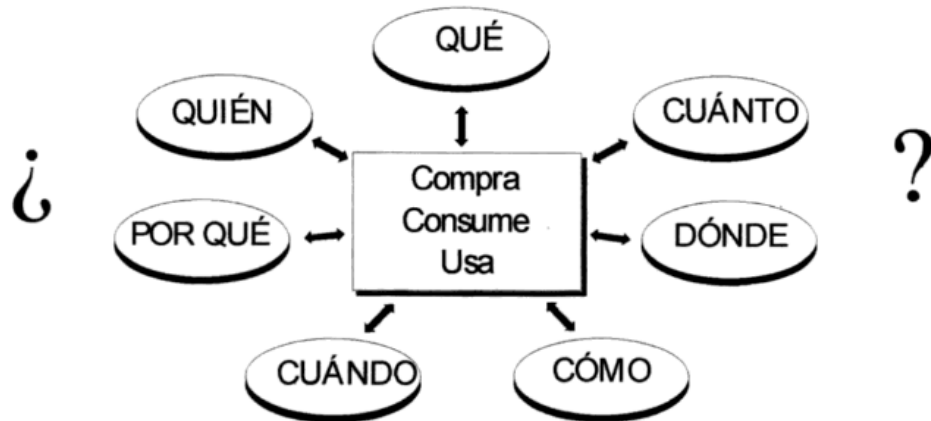 QUÉ
QUIÉN
CUÁNTO
¿
?
Compra
Consume
Usa
POR QUÉ
DÓNDE
CUÁNDO
CÓMO